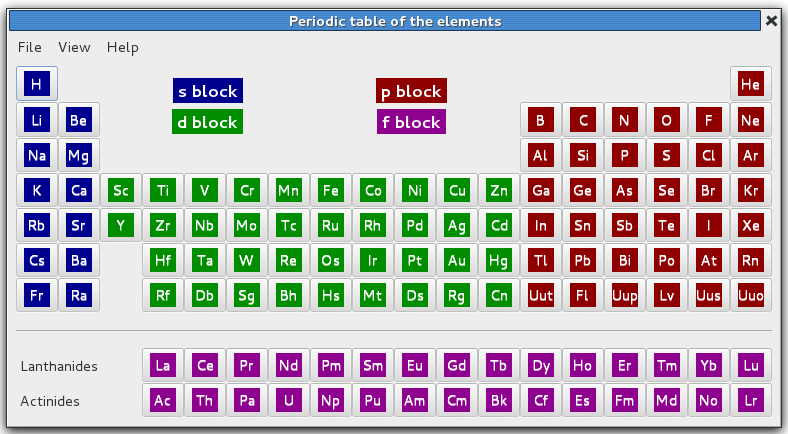 Periodic table of the elements
File View Help
H He
s block p block
Li Be B C N O F Ne
d block f block
Na Mg Al Si P S Cl Ar
K Ca Sc Ti V Cr Mn Fe Co Ni Cu Zn Ga Ge As Se Br Kr
Rb Sr Y Zr Nb Mo Tc Ru Rh Pd Ag Cd In Sn Sb Te I Xe
Cs Ba Hf Ta W Re Os Ir Pt Au Hg Tl Pb Bi Po At Rn
Fr Ra Rf Db Sg Bh Hs Mt Ds Rg Cn Uut Fl Uup Lv Uus Uuo
Lanthanides La Ce Pr Nd Pm Sm Eu Gd Tb Dy Ho Er Tm Yb Lu
Actinides Ac Th Pa U Np Pu Am Cm Bk Cf Es Fm Md No Lr